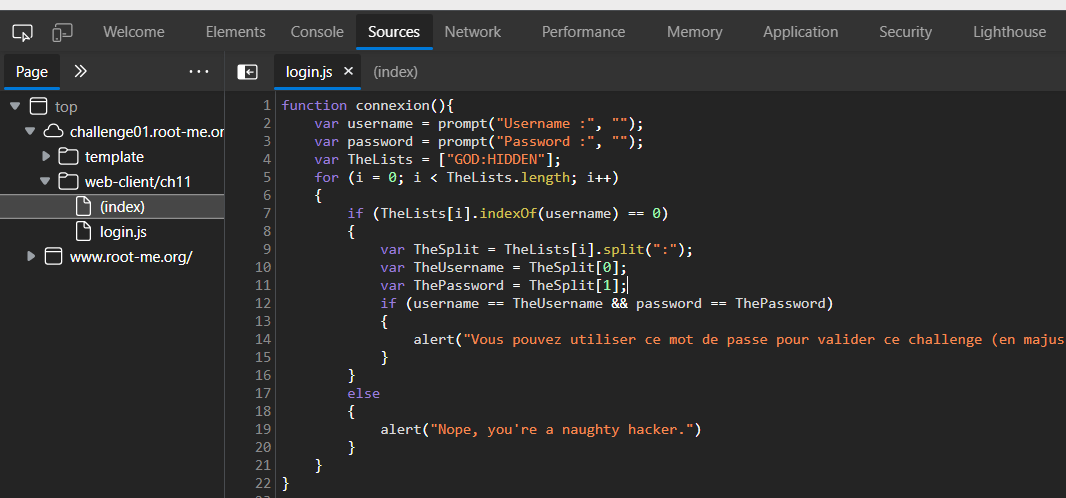 Welcome Elements Console Sources Network Performance Memory Application Security Lighthouse
Page login.js (index)
top
challenge01.root-me.or
template
web-client/ch11
(index)
login.js
www.root-me.org/
1 function connexion(){
2 var username = prompt("Username :", "");
3 var password = prompt("Password :", "");
4 var TheLists = ["GOD:HIDDEN"];
5 for (i = 0; i < TheLists.length; i++)
6 {
7 if (TheLists[i].indexOf(username) == 0)
8 {
9 var TheSplit = TheLists[i].split(":");
10 var TheUsername = TheSplit[0];
11 var ThePassword = TheSplit[1];
12 if (username == TheUsername && password == ThePassword)
13 {
14 alert("Vous pouvez utiliser ce mot de passe pour valider ce challenge (en majus
15 }
16 }
17 else
18 {
19 alert("Nope, you're a naughty hacker.")
20 }
21 }
22 }